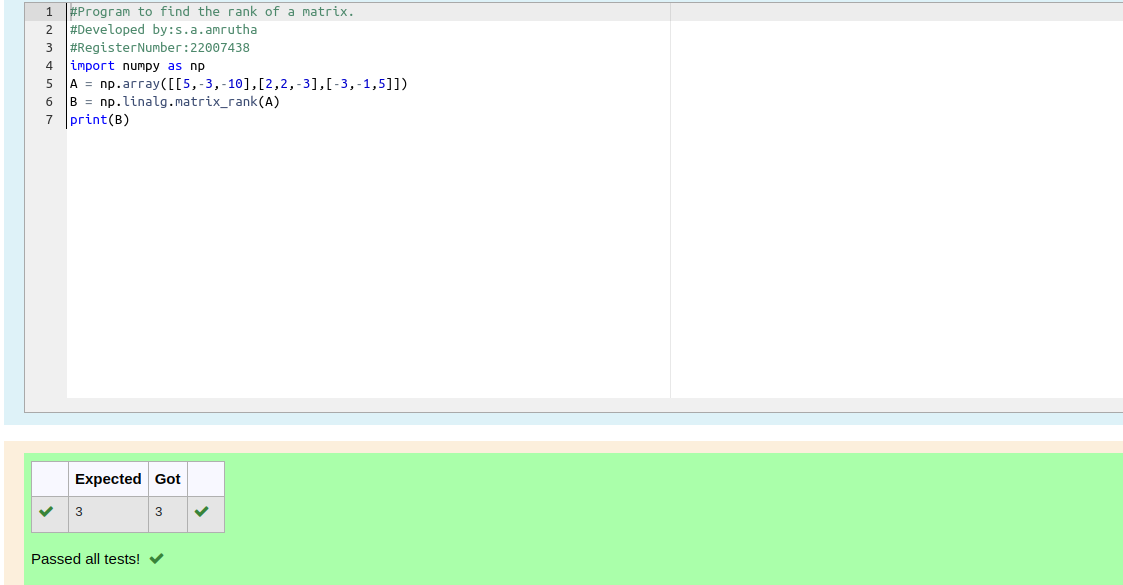 1 #Program to find the rank of a matrix.
2 #Developed by:s.a.amrutha
3 #RegisterNumber:22007438
4 import numpy as np
5 A = np.array([[5,-3,-10],[2,2,-3],[-3,-1,5]])
6 B = np.linalg.matrix_rank(A)
7 print(B)
Expected Got
3 3
Passed all tests!